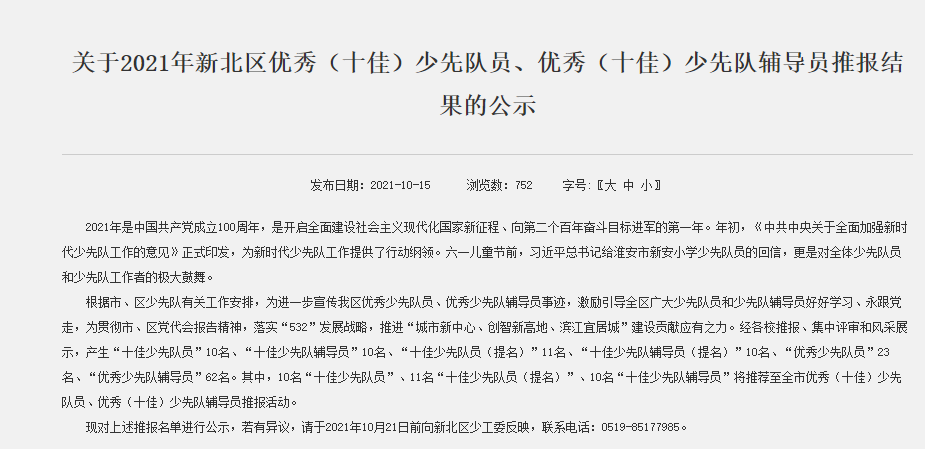 关于2021年新北区优秀（十佳）少先队员、优秀（十佳）少先队辅导员推报结
果的公示
发布日期：2021-10-15 浏览数：752 字号:〖大 中 小〗
2021年是中国共产党成立100周年，是开启全面建设社会主义现代化国家新征程、向第二个百年奋斗目标进军的第一年。年初，《中共中央关于全面加强新时
代少先队工作的意见》正式印发，为新时代少先队工作提供了行动纲领。六一儿童节前，习近平总书记给淮安市新安小学少先队员的回信，更是对全体少先队员
和少先队工作者的极大鼓舞。
根据市、区少先队有关工作安排，为进一步宣传我区优秀少先队员、优秀少先队辅导员事迹，激励引导全区广大少先队员和少先队辅导员好好学习、永跟党
走，为贯彻市、区党代会报告精神，落实“532”发展战略，推进“城市新中心、创智新高地、滨江宜居城”建设贡献应有之力。经各校推报、集中评审和风采展
示，产生“十佳少先队员”10名、“十佳少先队辅导员”10名、“十佳少先队员（提名）”11名、“十佳少先队辅导员（提名）”10名、“优秀少先队员”23
名、“优秀少先队辅导员”62名。其中，10名“十佳少先队员”、11名“十佳少先队员（提名）”、10名“十佳少先队辅导员”将推荐至全市优秀（十佳）少先
队员、优秀（十佳）少先队辅导员推报活动。
现对上述推报名单进行公示，若有异议，请于2021年10月21日前向新北区少工委反映，联系电话：0519-85177985。